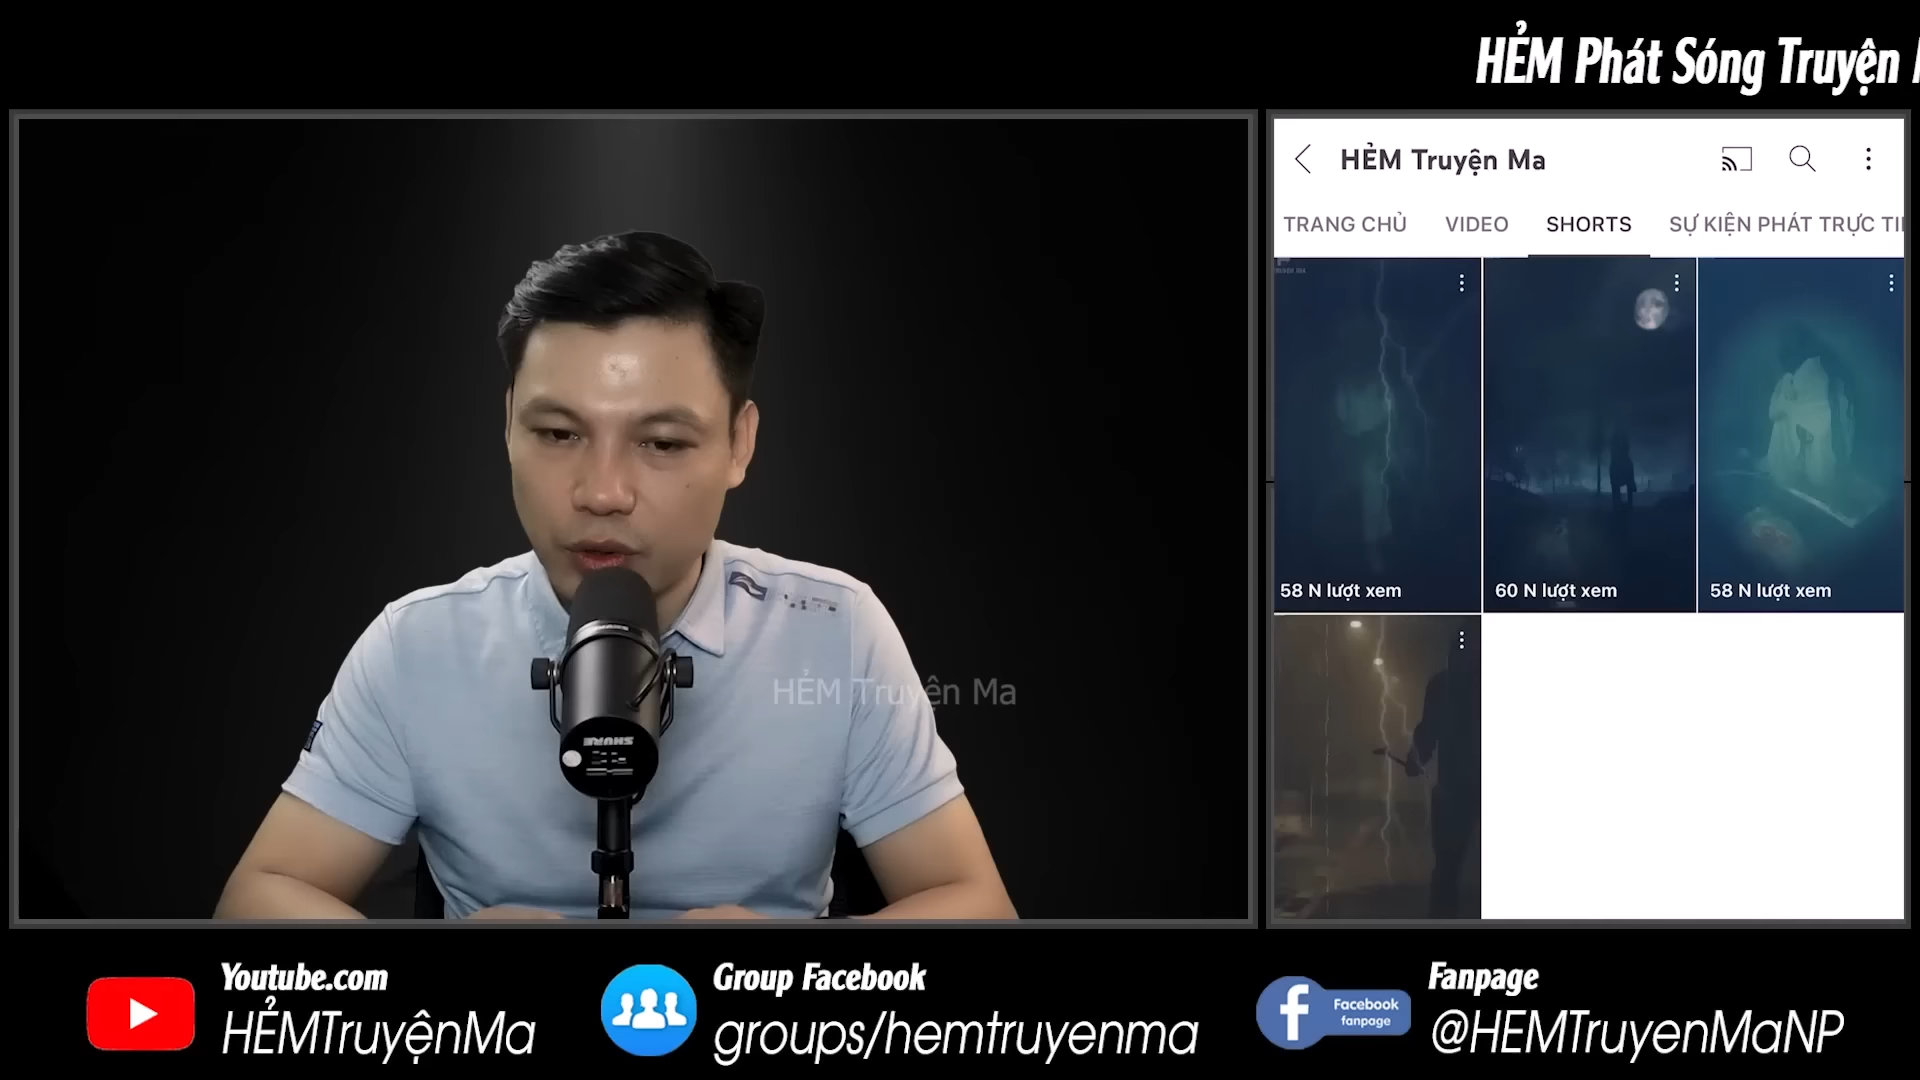 HẺM Phát Sóng Truyện
HẺM Truyện Ma
TRANG CHỦ VIDEO SHORTS SỰ KIỆN PHÁT TRỰC TI
58 N lượt xem
60 N lượt xem
58 N lượt xem
HẺM Truyện Ma
SHURE
Youtube.com
HẺMTruyệnMa
Group Facebook
groups/hemtruyenma
Facebook
fanpage
Fanpage
@HEMTruyenMaNP